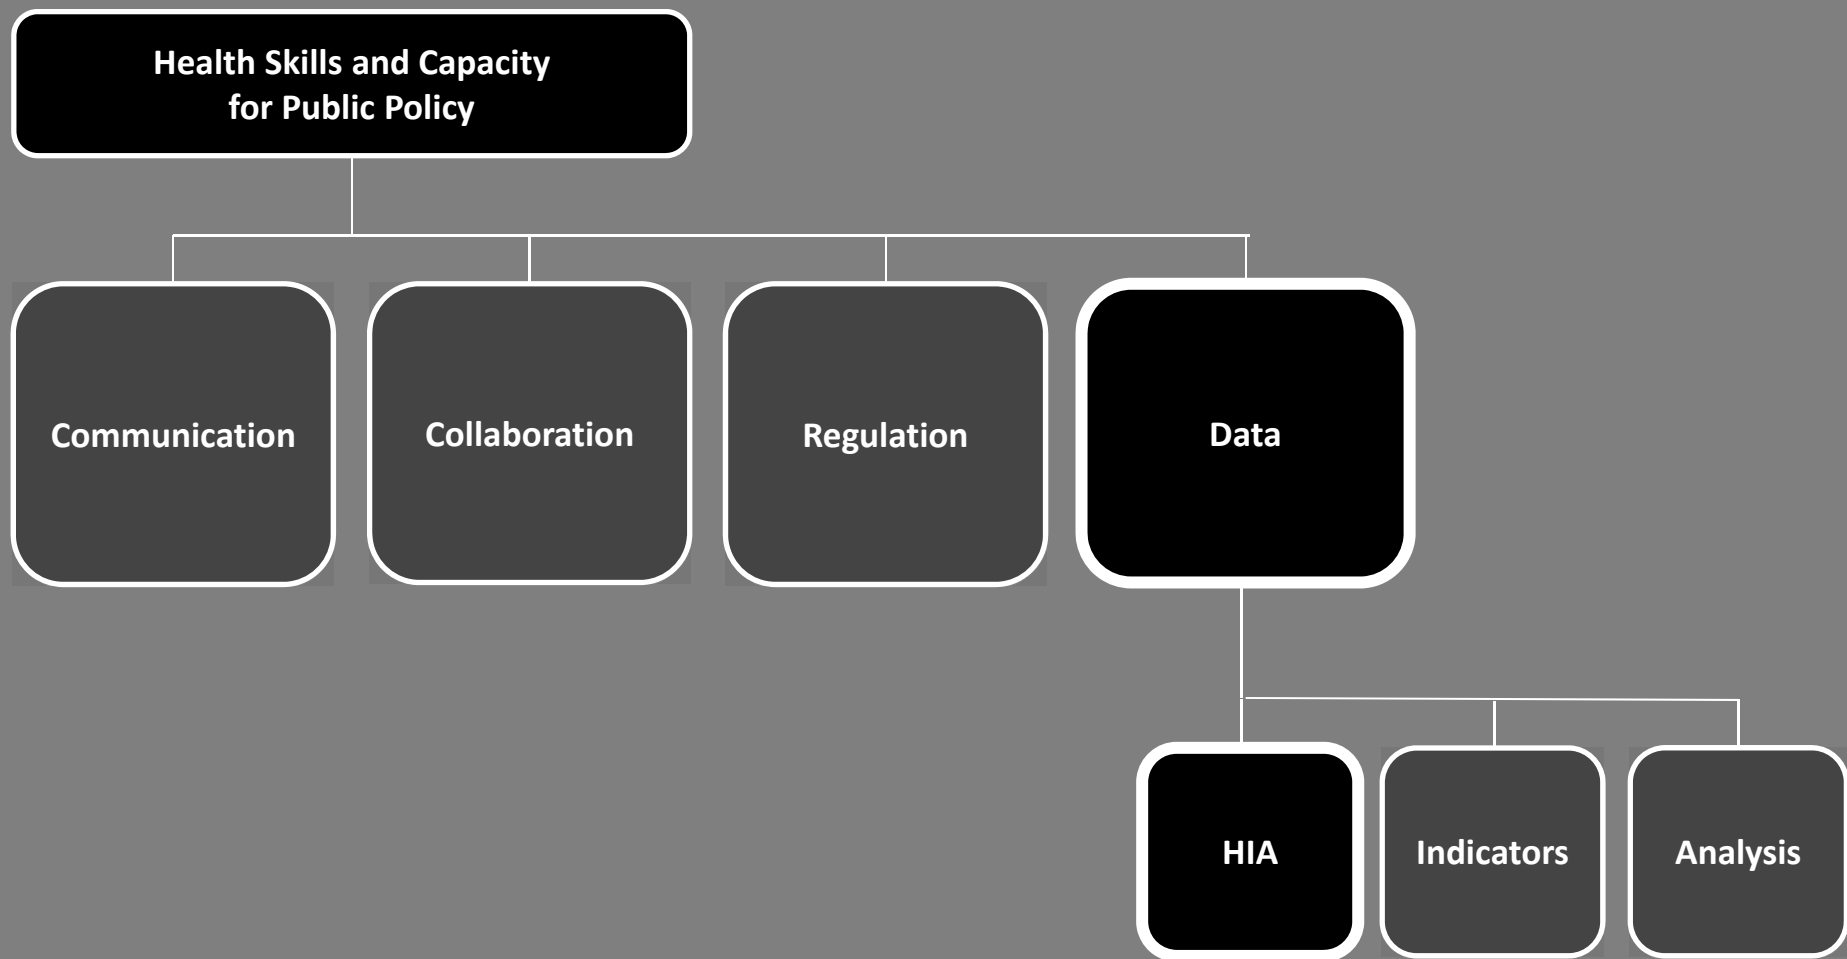 Health Skills and Capacity
for Public Policy
Communication
Collaboration
Regulation
Data
HIA
Indicators
Analysis